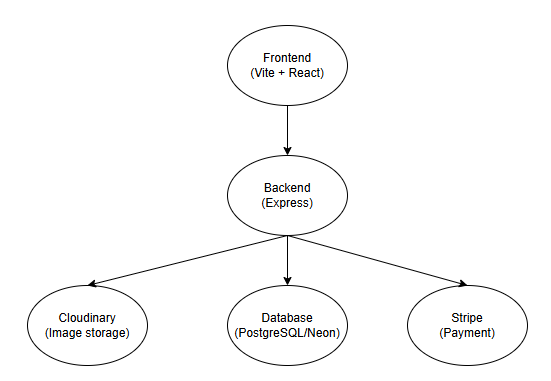 Frontend
(Vite + React)
Backend
(Express)
Cloudinary
(Image storage)
Database
(PostgreSQL/Neon)
Stripe
(Payment)